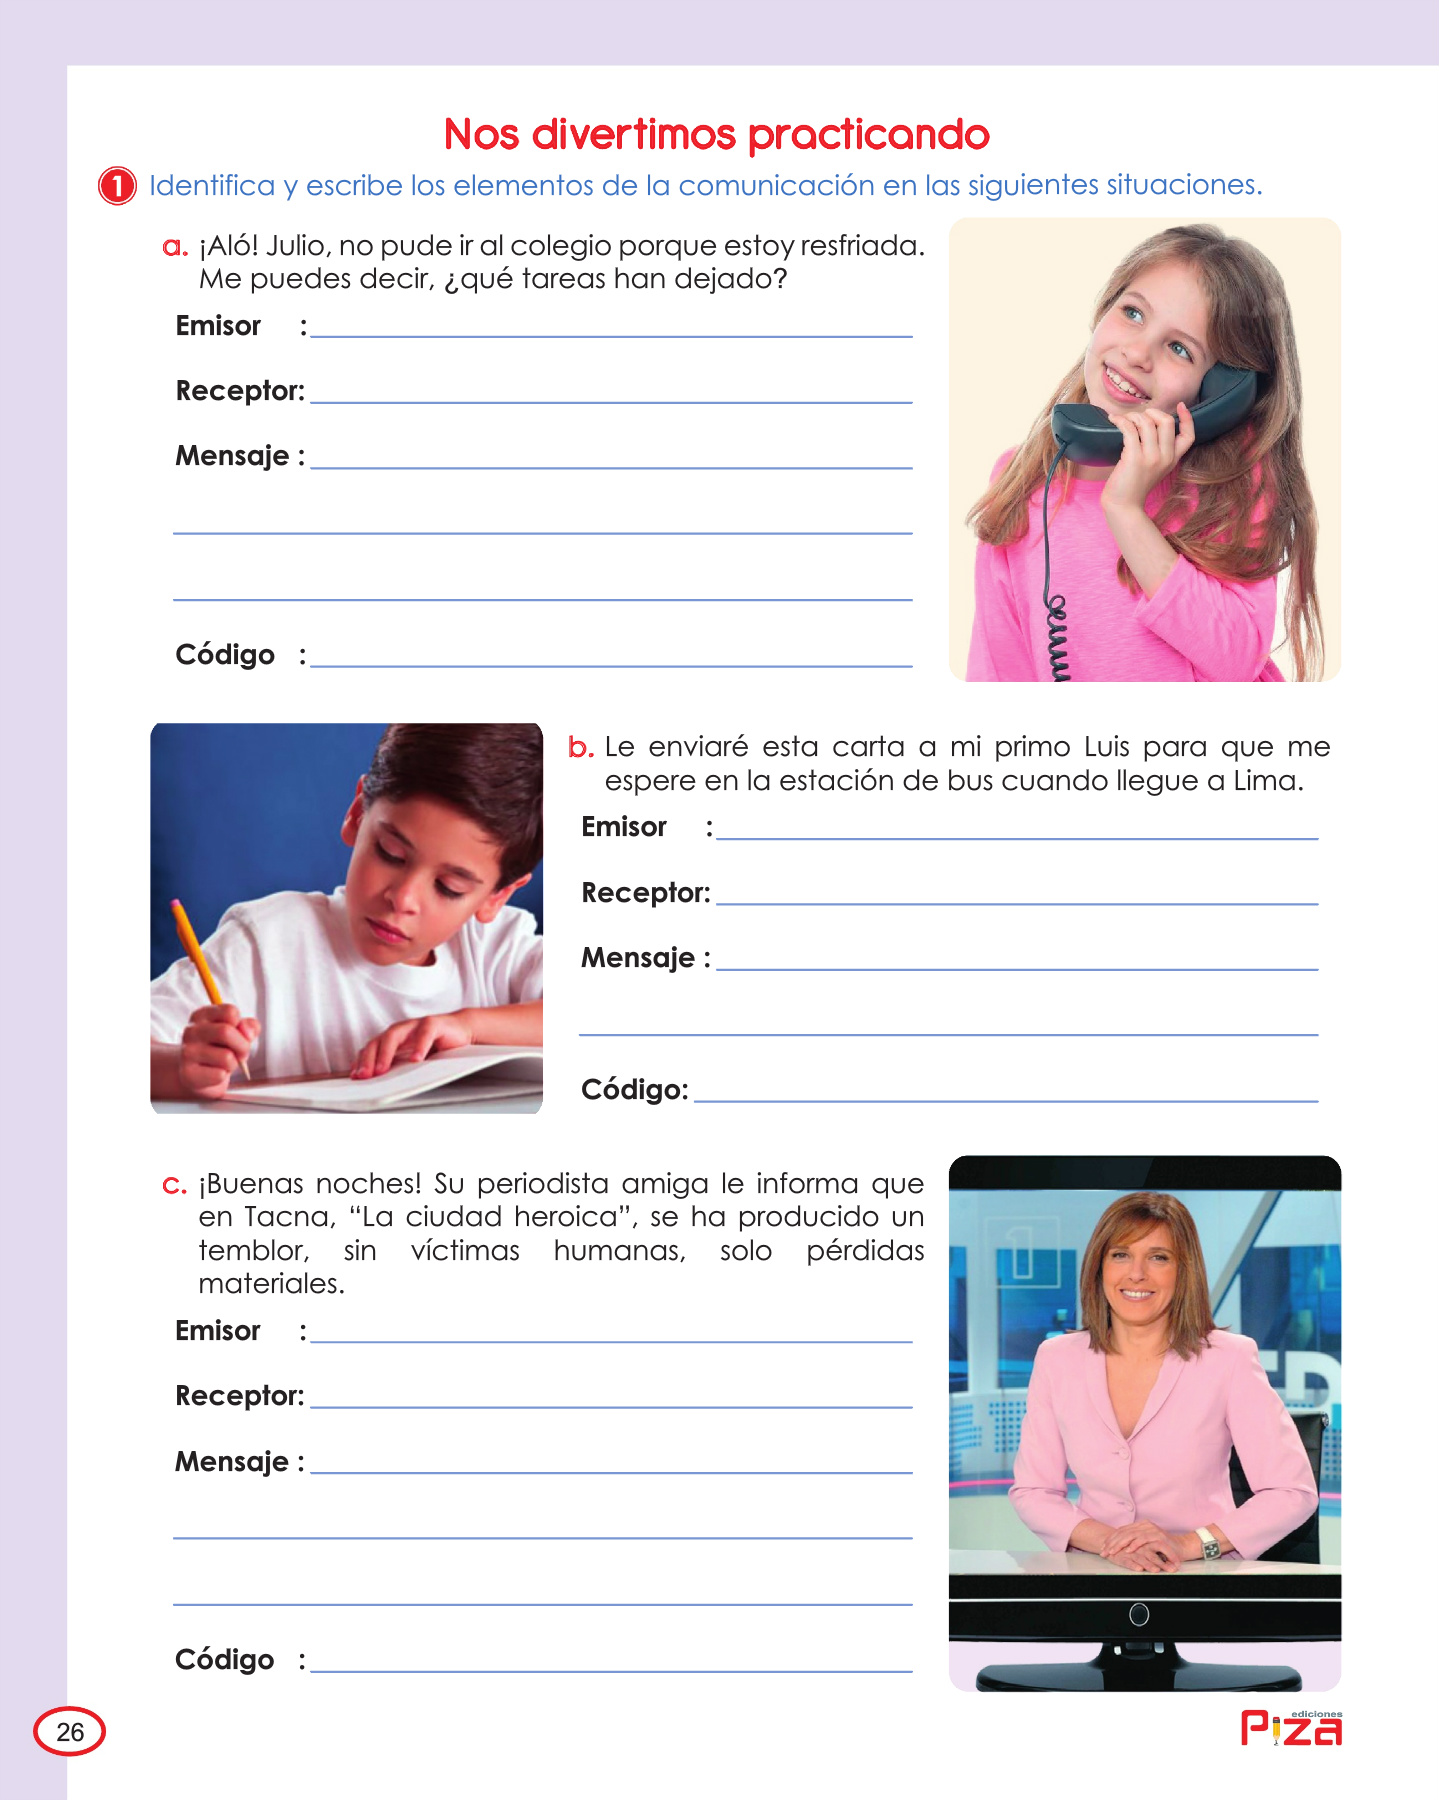 Nos divertimos practicando
1 Identifica y escribe los elementos de la comunicación en las siguientes situaciones.
a. ¡Aló! Julio, no pude ir al colegio porque estoy resfriada.
Me puedes decir, ¿qué tareas han dejado?
Emisor :
Receptor:
Mensaje :
Código :
b. Le enviaré esta carta a mi primo Luis para que me
espere en la estación de bus cuando llegue a Lima.
Emisor :
Receptor:
Mensaje :
Código:
c. ¡Buenas noches! Su periodista amiga le informa que
en Tacna, “La ciudad heroica”, se ha producido un
temblor, sin víctimas humanas, solo pérdidas
materiales.
1
Emisor :
Receptor:
Mensaje :
Código :
26
ediciones
Piza